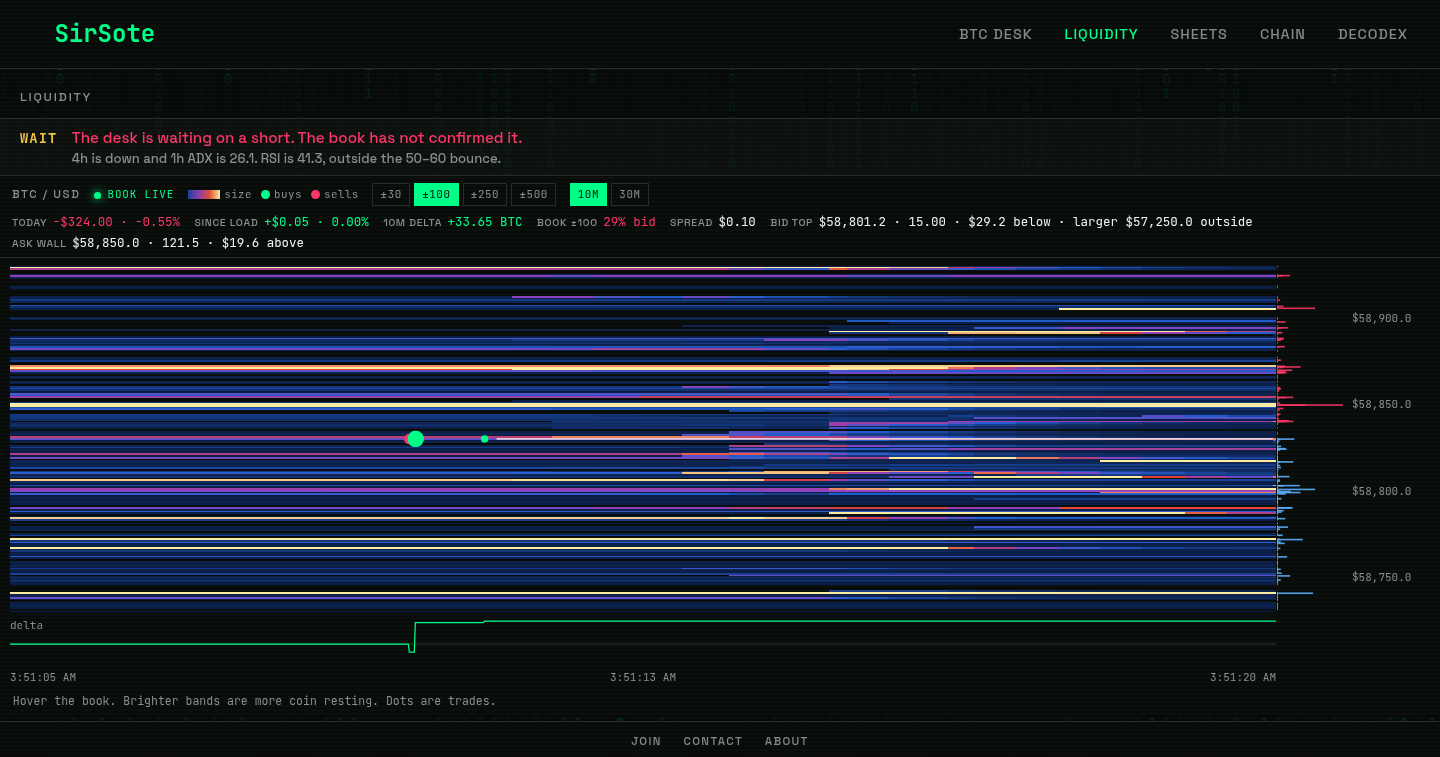 SirSote
BTC DESK LIQUIDITY SHEETS CHAIN DECODEX
LIQUIDITY
WAIT The desk is waiting on a short. The book has not confirmed it.
4h is down and 1h ADX is 26.1. RSI is 41.3, outside the 50–60 bounce.
BTC / USD BOOK LIVE size buys sells ±30 ±100 ±250 ±500 10M 30M
TODAY -$324.00 · -0.55% SINCE LOAD +$0.05 · 0.00% 10M DELTA +33.65 BTC BOOK ±100 29% bid SPREAD $0.10 BID TOP $58,801.2 · 15.00 · $29.2 below · larger $57,250.0 outside
ASK WALL $58,850.0 · 121.5 · $19.6 above
$58,900.0
$58,850.0
$58,800.0
$58,750.0
delta
3:51:05 AM 3:51:13 AM 3:51:20 AM
Hover the book. Brighter bands are more coin resting. Dots are trades.
JOIN CONTACT ABOUT